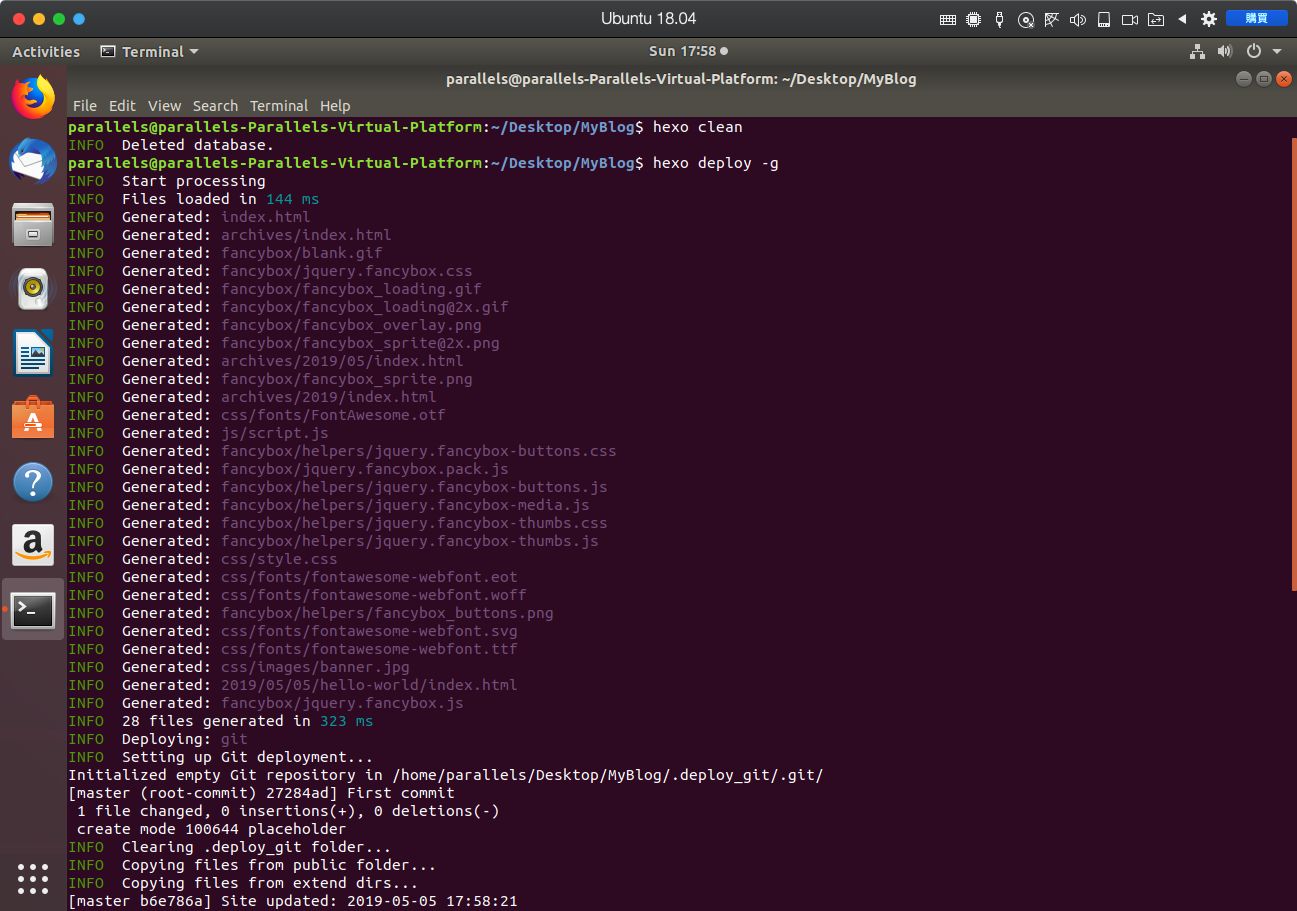 Ubuntu 18.04
購買
Activities
Terminal
Sun 17:58
parallels@parallels-Parallels-Virtual-Platform: ~/Desktop/MyBlog
File Edit View Search Terminal Help
parallels@parallels-Parallels-Virtual-Platform:~/Desktop/MyBlog$ hexo clean
INFO  Deleted database.
parallels@parallels-Parallels-Virtual-Platform:~/Desktop/MyBlog$ hexo deploy -g
INFO  Start processing
INFO  Files loaded in 144 ms
INFO  Generated: index.html
INFO  Generated: archives/index.html
INFO  Generated: fancybox/blank.gif
INFO  Generated: fancybox/jquery.fancybox.css
INFO  Generated: fancybox/fancybox_loading.gif
INFO  Generated: fancybox/fancybox_loading@2x.gif
INFO  Generated: fancybox/fancybox_overlay.png
INFO  Generated: fancybox/fancybox_sprite@2x.png
INFO  Generated: archives/2019/05/index.html
INFO  Generated: fancybox/fancybox_sprite.png
INFO  Generated: archives/2019/index.html
INFO  Generated: css/fonts/FontAwesome.otf
INFO  Generated: js/script.js
INFO  Generated: fancybox/helpers/jquery.fancybox-buttons.css
INFO  Generated: fancybox/jquery.fancybox.pack.js
INFO  Generated: fancybox/helpers/jquery.fancybox-buttons.js
INFO  Generated: fancybox/helpers/jquery.fancybox-media.js
INFO  Generated: fancybox/helpers/jquery.fancybox-thumbs.css
INFO  Generated: fancybox/helpers/jquery.fancybox-thumbs.js
INFO  Generated: css/style.css
INFO  Generated: css/fonts/fontawesome-webfont.eot
INFO  Generated: css/fonts/fontawesome-webfont.woff
INFO  Generated: fancybox/helpers/fancybox_buttons.png
INFO  Generated: css/fonts/fontawesome-webfont.svg
INFO  Generated: css/fonts/fontawesome-webfont.ttf
INFO  Generated: css/images/banner.jpg
INFO  Generated: 2019/05/05/hello-world/index.html
INFO  Generated: fancybox/jquery.fancybox.js
INFO  28 files generated in 323 ms
INFO  Deploying: git
INFO  Setting up Git deployment...
Initialized empty Git repository in /home/parallels/Desktop/MyBlog/.deploy_git/.git/
[master (root-commit) 27284ad] First commit
 1 file changed, 0 insertions(+), 0 deletions(-)
 create mode 100644 placeholder
INFO  Clearing .deploy_git folder...
INFO  Copying files from public folder...
INFO  Copying files from extend dirs...
[master b6e786a] Site updated: 2019-05-05 17:58:21